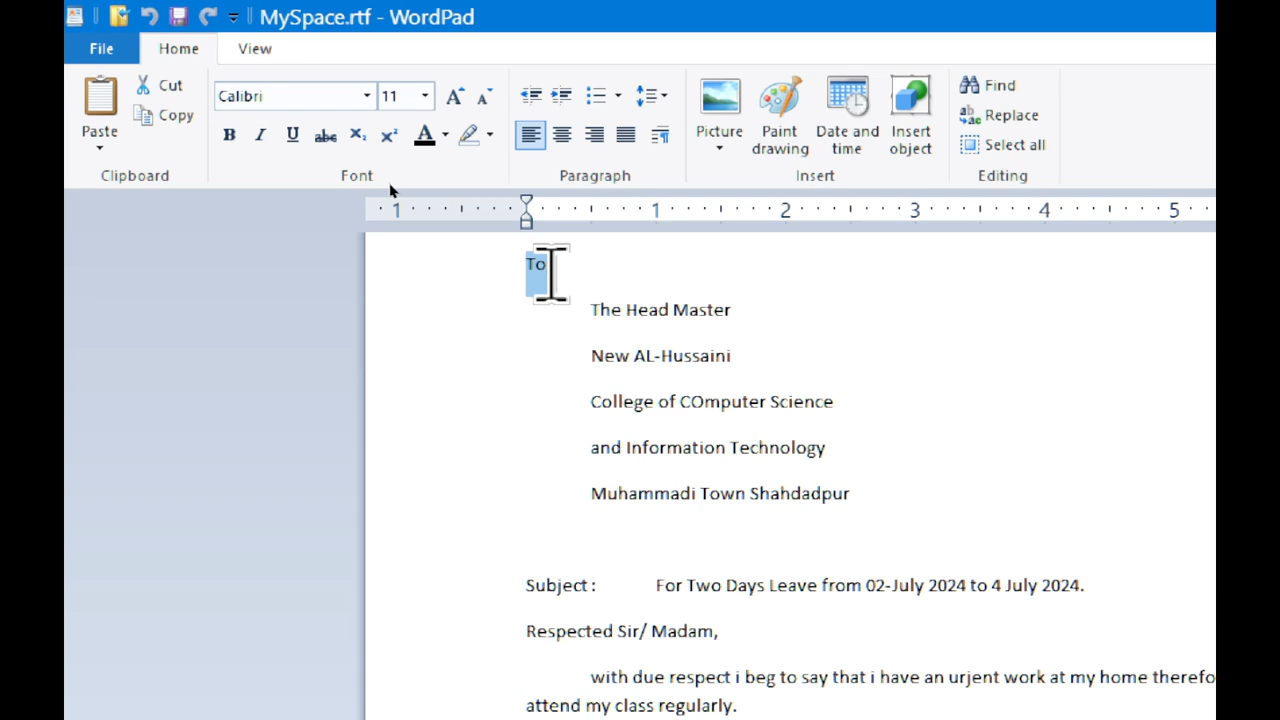 MySpace.rtf - WordPad
File Home View
Calibri 11
Cut
Copy
Paste
B I U abc X₂ X² A
Picture
Paint drawing
Date and time
Insert object
Find
Replace
Select all
Clipboard Font Paragraph Insert Editing
1 1 2 3 4 5
To
The Head Master
New AL-Hussaini
College of COmputer Science
and Information Technology
Muhammadi Town Shahdadpur
Subject : For Two Days Leave from 02-July 2024 to 4 July 2024.
Respected Sir/ Madam,
with due respect i beg to say that i have an urjent work at my home therefo
attend my class regularly.